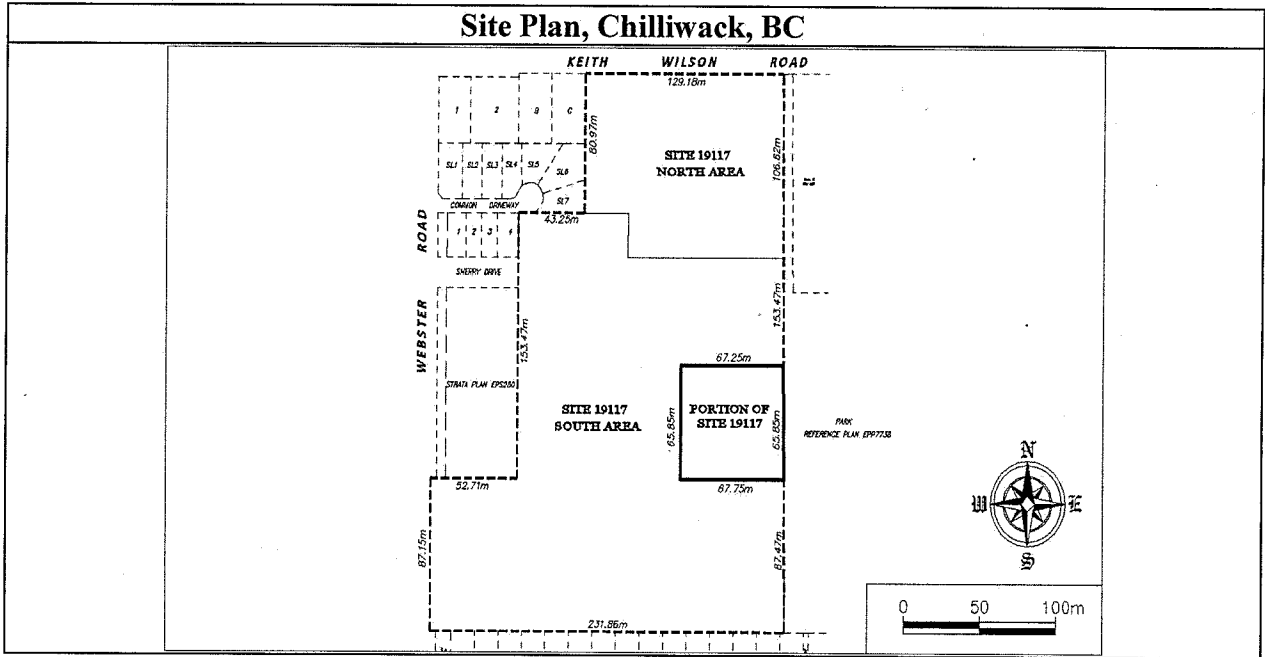 Site Plan, Chilliwack, BC
KEITH WILSON ROAD
129.18m
1
2
B
C
80.97m
SITE 19117
NORTH AREA
106.62m
SL1
SL2
SL3
SL4
SL5
SL6
SL7
COMMON DRIVEWAY
43.25m
WEBSTER ROAD
1
2
3
4
SHERRY DRIVE
153.47m
153.47m
67.25m
STRATA PLAN EPS280
SITE 19117
SOUTH AREA
65.85m
PORTION OF
SITE 19117
65.85m
PARK
REFERENCE PLAN EPP7738
67.75m
52.71m
87.15m
87.47m
231.86m
N
W
E
S
0 50 100m